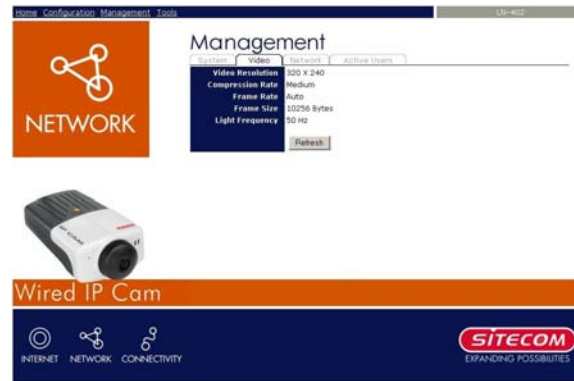 Home Configuration Management Tools
LN-402
Management
System Video Network Active Users
Video Resolution 320 X 240
Compression Rate Medium
Frame Rate Auto
Frame Size 10256 Bytes
Light Frequency 50 Hz
Refresh
NETWORK
IP CAM
Wired IP Cam
INTERNET NETWORK CONNECTIVITY
SITECOM
EXPANDING POSSIBILITIES